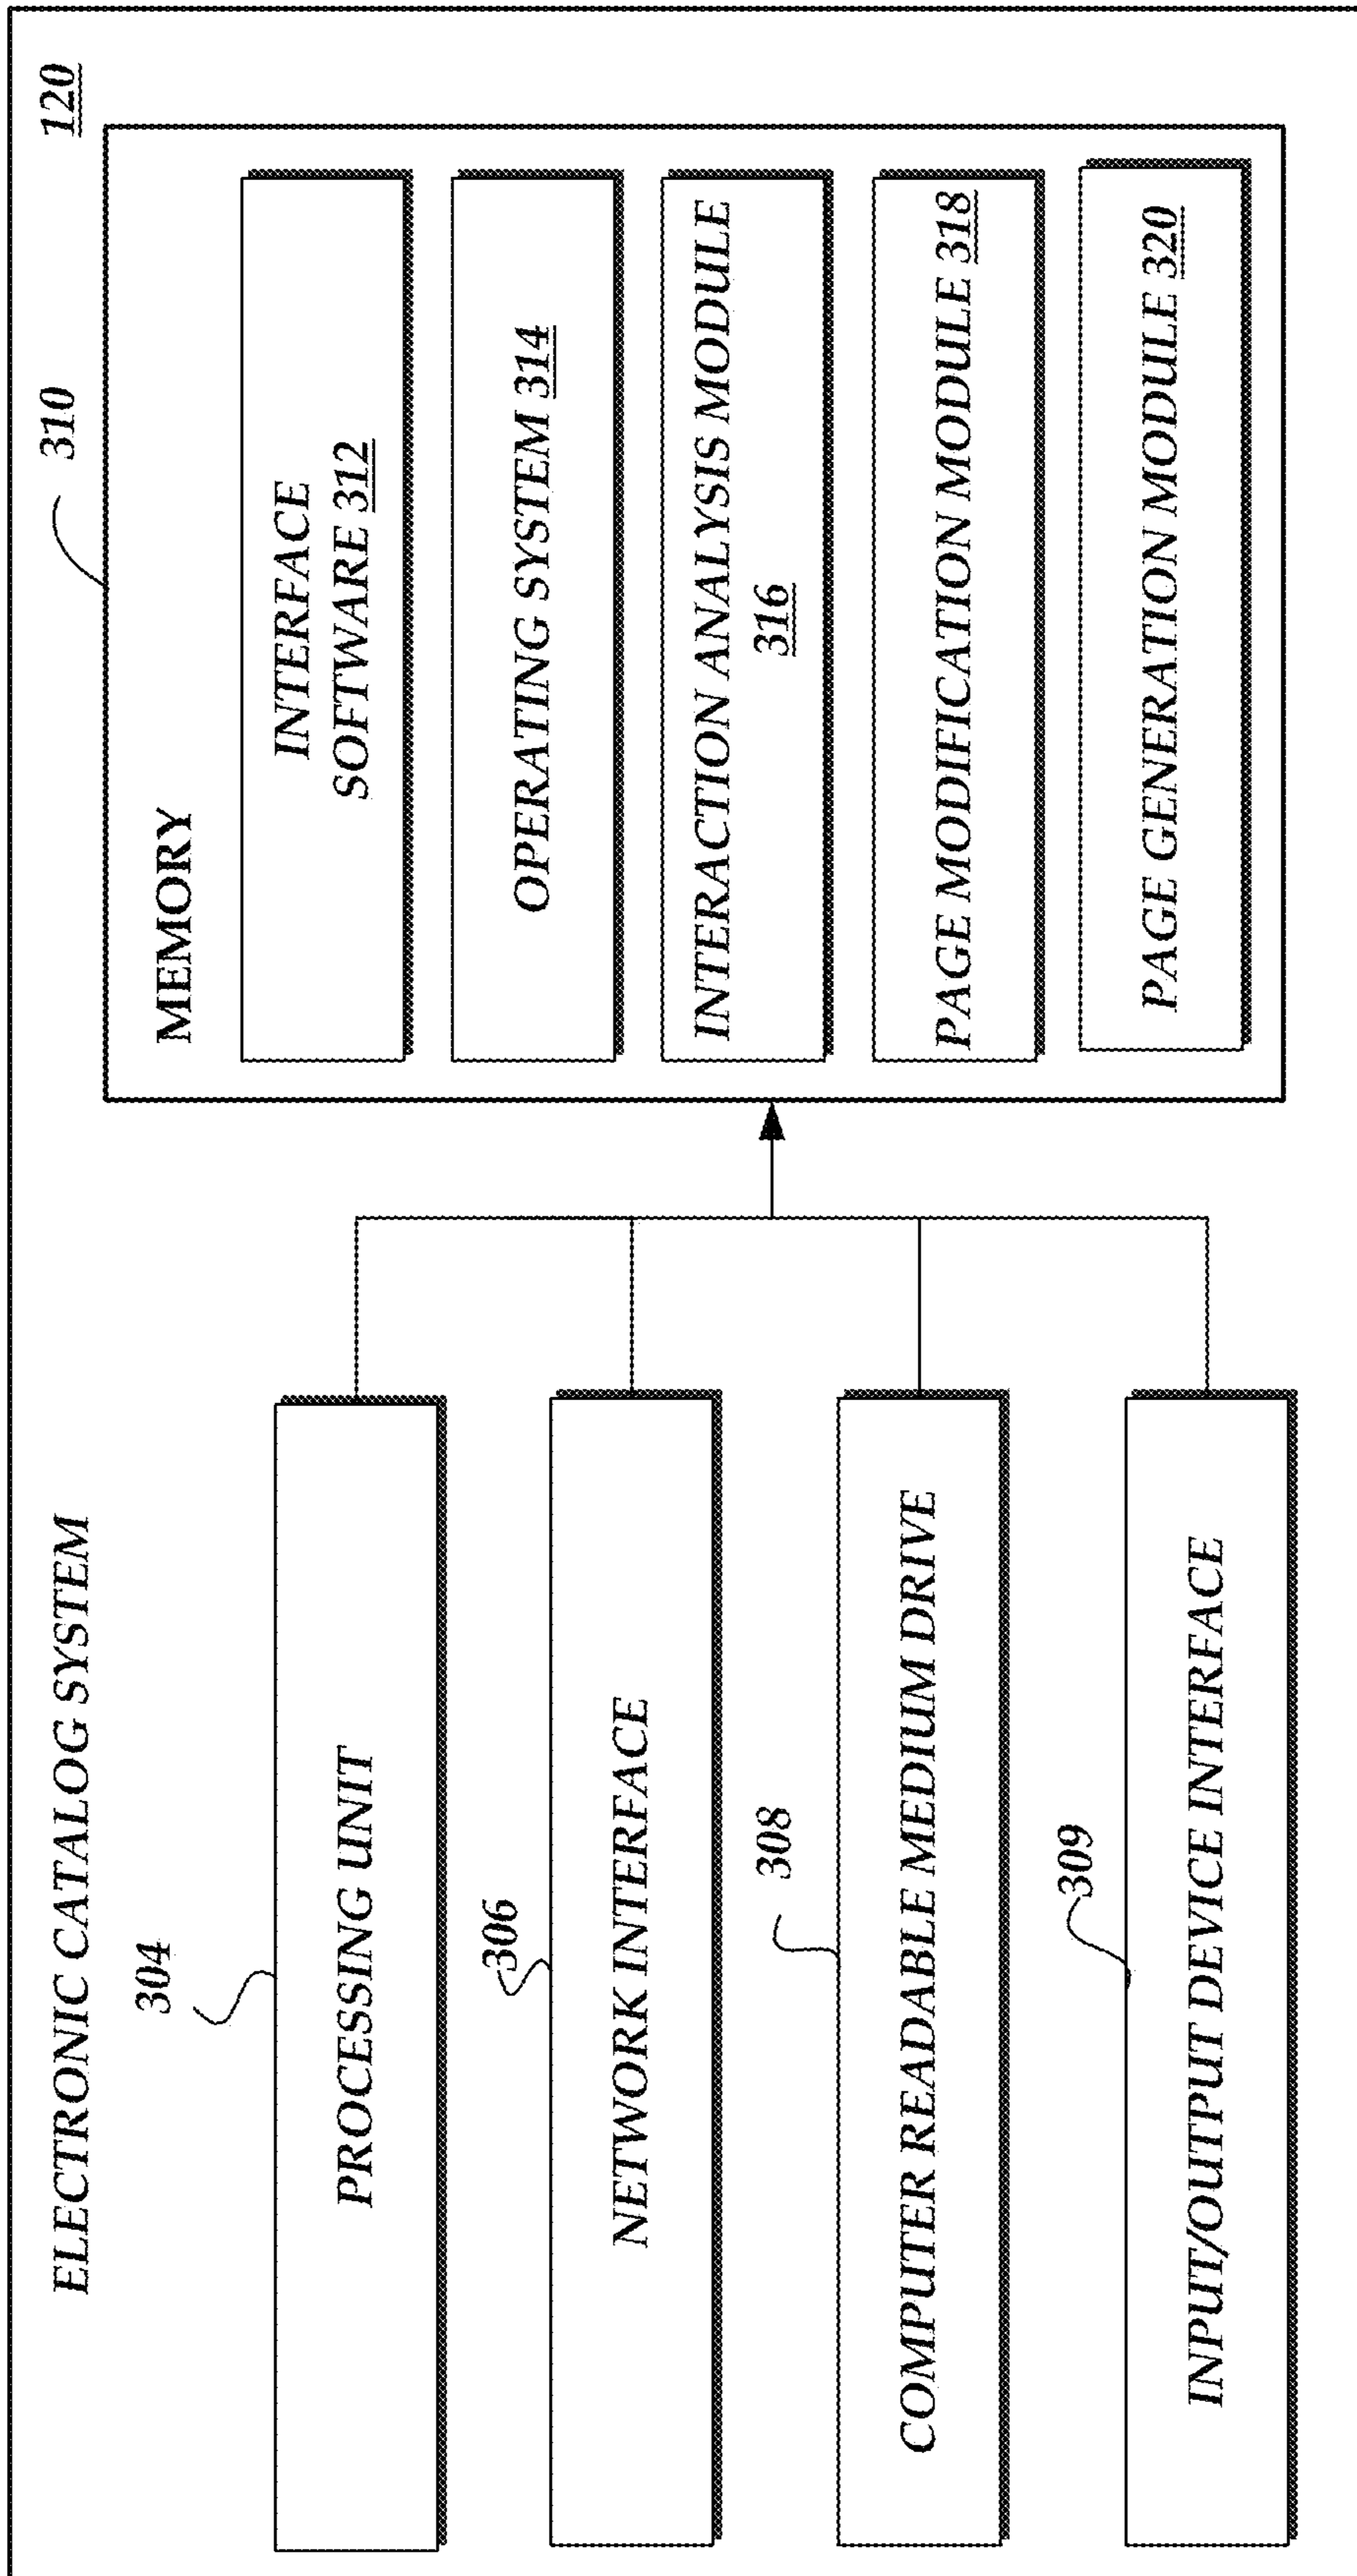 ELECTRONIC CATALOG SYSTEM
120
304
PROCESSING UNIT
306
NETWORK INTERFACE
308
COMPUTER READABLE MEDIUM DRIVE
309
INPUT/OUTPUT DEVICE INTERFACE
310
MEMORY
INTERFACE
SOFTWARE 312
OPERATING SYSTEM 314
INTERACTION ANALYSIS MODULE
316
PAGE MODIFICATION MODULE 318
PAGE GENERATION MODULE 320